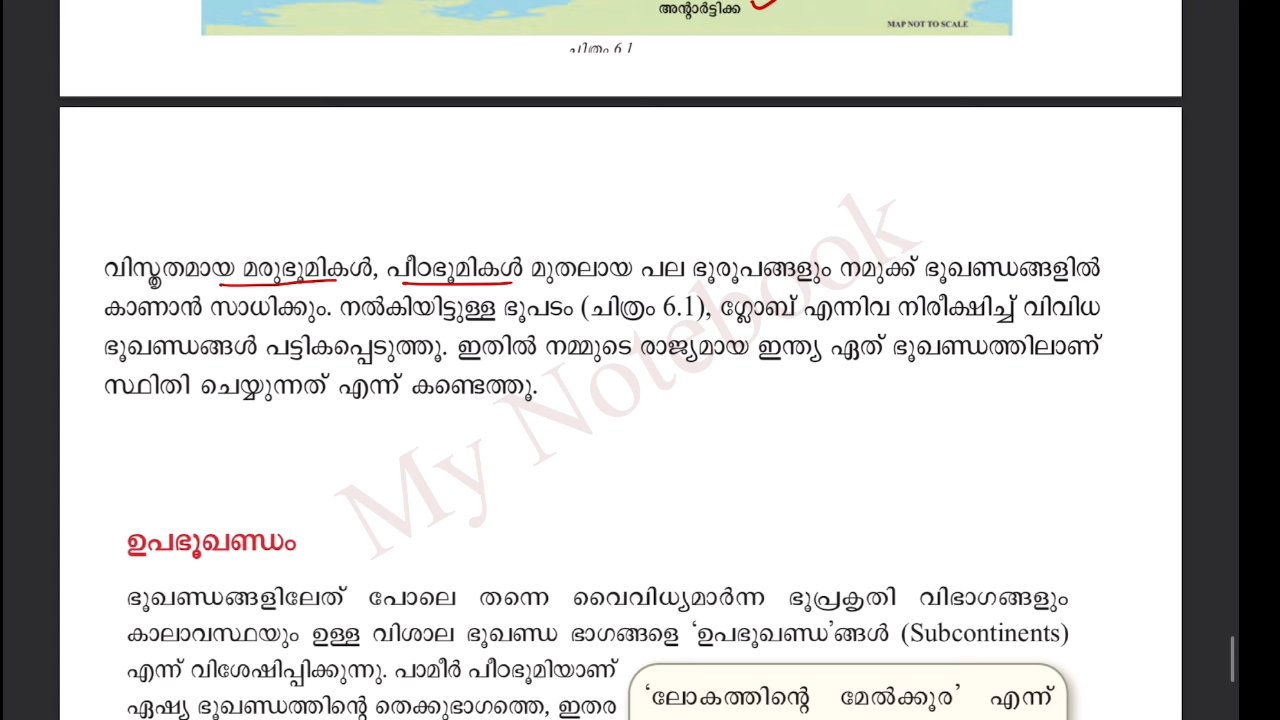 അന്റാർട്ടിക്ക
MAP NOT TO SCALE
ചിത്രം 6.1
വിസ്തൃതമായ മരുഭൂമികൾ, പീഠഭൂമികൾ മുതലായ പല ഭൂരൂപങ്ങളും നമുക്ക് ഭൂഖണ്ഡങ്ങളിൽ
കാണാൻ സാധിക്കും. നൽകിയിട്ടുള്ള ഭൂപടം (ചിത്രം 6.1), ഗ്ലോബ് എന്നിവ നിരീക്ഷിച്ച് വിവിധ
ഭൂഖണ്ഡങ്ങൾ പട്ടികപ്പെടുത്തൂ. ഇതിൽ നമ്മുടെ രാജ്യമായ ഇന്ത്യ ഏത് ഭൂഖണ്ഡത്തിലാണ്
സ്ഥിതി ചെയ്യുന്നത് എന്ന് കണ്ടെത്തൂ.
My Notebook
ഉപഭൂഖണ്ഡം
ഭൂഖണ്ഡങ്ങളിലേത് പോലെ തന്നെ വൈവിധ്യമാർന്ന ഭൂപ്രകൃതി വിഭാഗങ്ങളും
കാലാവസ്ഥയും ഉള്ള വിശാല ഭൂഖണ്ഡ ഭാഗങ്ങളെ ‘ഉപഭൂഖണ്ഡ’ങ്ങൾ (Subcontinents)
എന്ന് വിശേഷിപ്പിക്കുന്നു. പാമീർ പീഠഭൂമിയാണ്
ഏഷ്യ ഭൂഖണ്ഡത്തിന്റെ തെക്കുഭാഗത്തെ, ഇതര
‘ലോകത്തിന്റെ മേൽക്കൂര’ എന്ന്